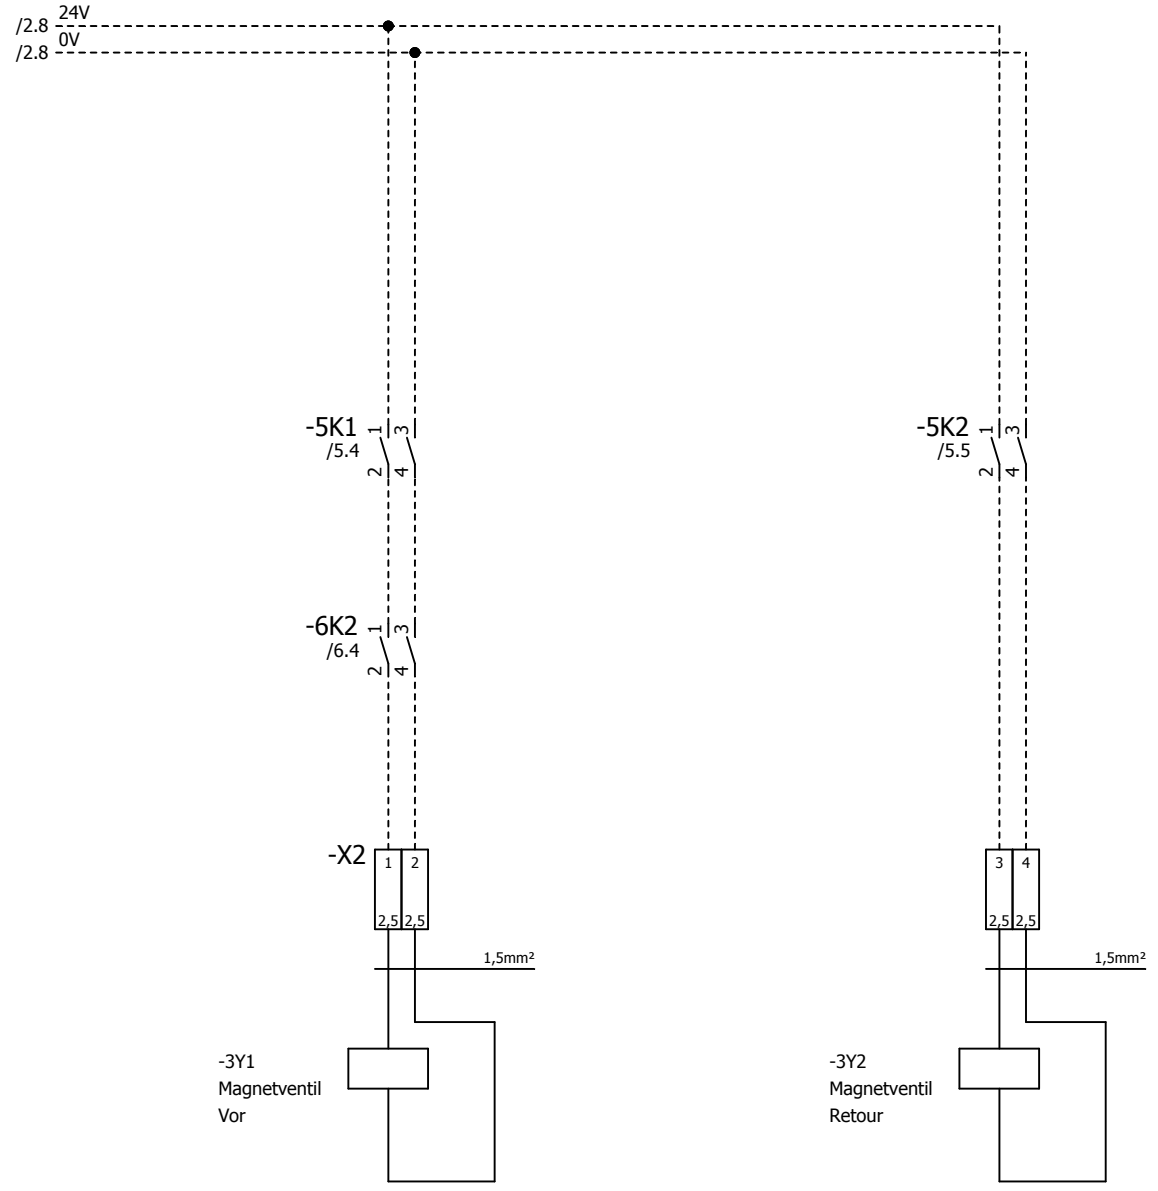 /2.8 24V
/2.8 0V
-5K1 1 3
/5.4
2 4
-5K2 1 3
/5.5
2 4
-6K2 1 3
/6.4
2 4
-X2 1 2
2,5 2,5
3 4
2,5 2,5
1,5mm²
1,5mm²
-3Y1
Magnetventil
Vor
-3Y2
Magnetventil
Retour